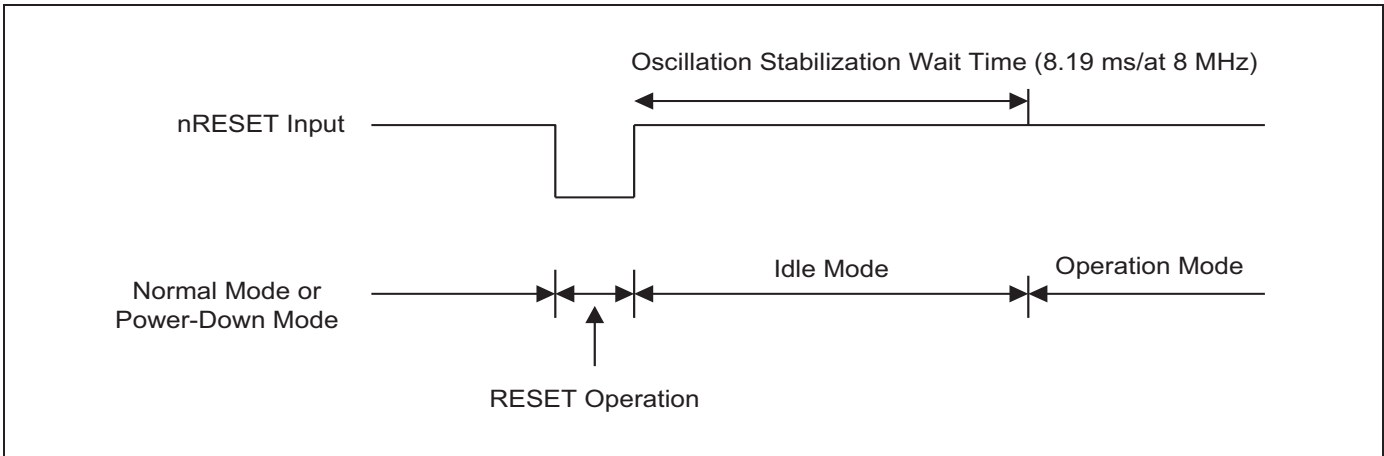 Oscillation Stabilization Wait Time (8.19 ms/at 8 MHz)
nRESET Input
Idle Mode
Operation Mode
Normal Mode or
Power-Down Mode
RESET Operation